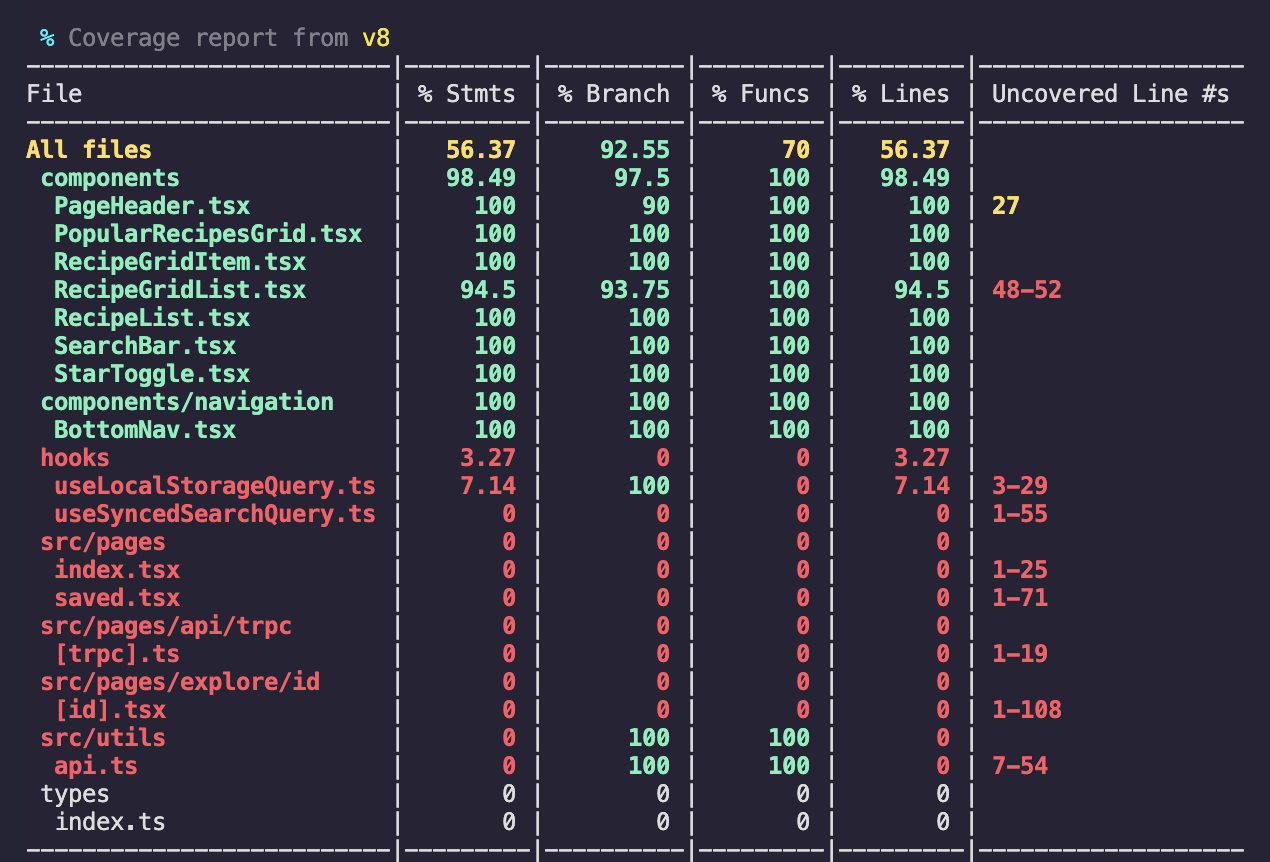 % Coverage report from v8
File | % Stmts | % Branch | % Funcs | % Lines | Uncovered Line #s
All files | 56.37 | 92.55 | 70 | 56.37 |
components | 98.49 | 97.5 | 100 | 98.49 |
PageHeader.tsx | 100 | 90 | 100 | 100 | 27
PopularRecipesGrid.tsx | 100 | 100 | 100 | 100 |
RecipeGridItem.tsx | 100 | 100 | 100 | 100 |
RecipeGridList.tsx | 94.5 | 93.75 | 100 | 94.5 | 48-52
RecipeList.tsx | 100 | 100 | 100 | 100 |
SearchBar.tsx | 100 | 100 | 100 | 100 |
StarToggle.tsx | 100 | 100 | 100 | 100 |
components/navigation | 100 | 100 | 100 | 100 |
BottomNav.tsx | 100 | 100 | 100 | 100 |
hooks | 3.27 | 0 | 0 | 3.27 |
useLocalStorageQuery.ts | 7.14 | 100 | 0 | 7.14 | 3-29
useSyncedSearchQuery.ts | 0 | 0 | 0 | 0 | 1-55
src/pages | 0 | 0 | 0 | 0 |
index.tsx | 0 | 0 | 0 | 0 | 1-25
saved.tsx | 0 | 0 | 0 | 0 | 1-71
src/pages/api/trpc | 0 | 0 | 0 | 0 |
[trpc].ts | 0 | 0 | 0 | 0 | 1-19
src/pages/explore/id | 0 | 0 | 0 | 0 |
[id].tsx | 0 | 0 | 0 | 0 | 1-108
src/utils | 0 | 100 | 100 | 0 |
api.ts | 0 | 100 | 100 | 0 | 7-54
types | 0 | 0 | 0 | 0 |
index.ts | 0 | 0 | 0 | 0 |